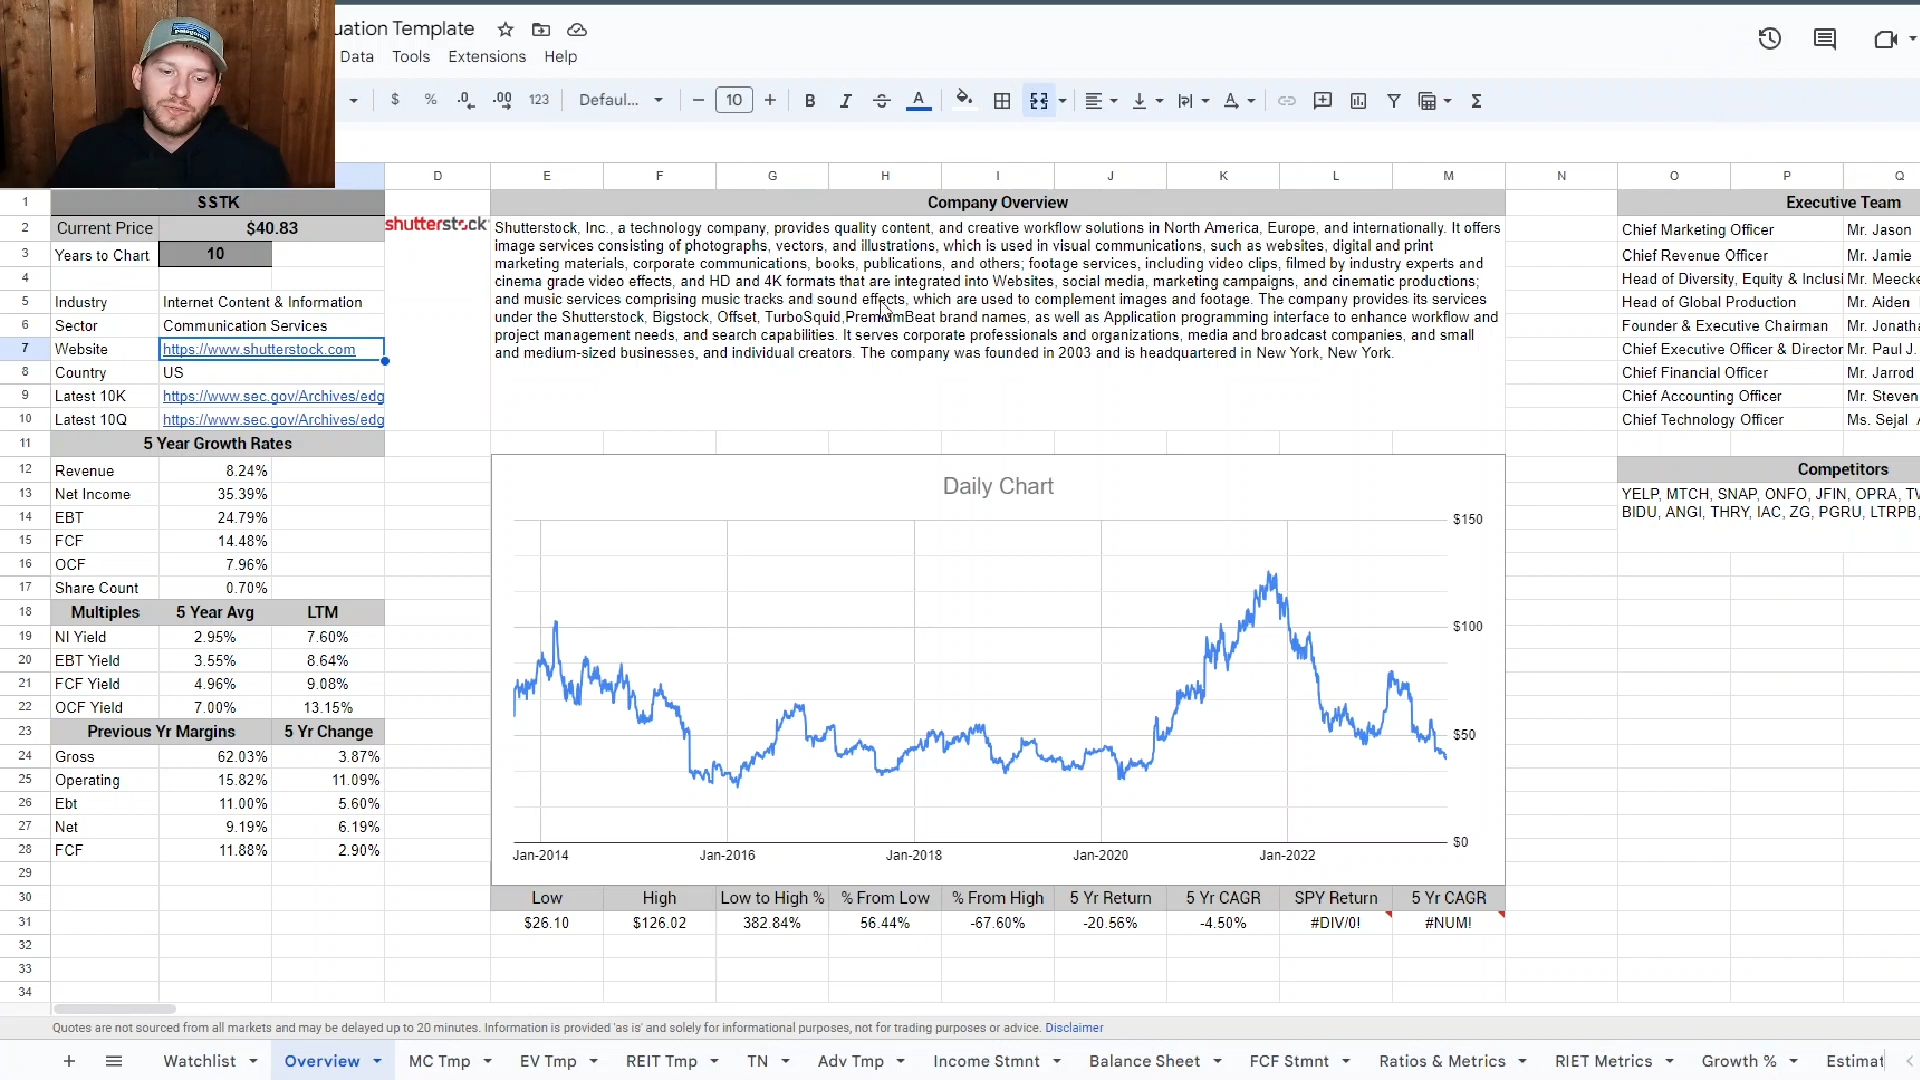 uation Template
Data Tools Extensions Help
$ % .0 .00 123 Defaul... 10 B I A
D E F G H I J K L M N O P Q
1 SSTK Company Overview Executive Team
2 Current Price $40.83
3 Years to Chart 10
4
5 Industry Internet Content & Information
6 Sector Communication Services
7 Website https://www.shutterstock.com
8 Country US
9 Latest 10K https://www.sec.gov/Archives/edg
10 Latest 10Q https://www.sec.gov/Archives/edg
shutterstock
Shutterstock, Inc., a technology company, provides quality content, and creative workflow solutions in North America, Europe, and internationally. It offers
image services consisting of photographs, vectors, and illustrations, which is used in visual communications, such as websites, digital and print
marketing materials, corporate communications, books, publications, and others; footage services, including video clips, filmed by industry experts and
cinema grade video effects, and HD and 4K formats that are integrated into Websites, social media, marketing campaigns, and cinematic productions;
and music services comprising music tracks and sound effects, which are used to complement images and footage. The company provides its services
under the Shutterstock, Bigstock, Offset, TurboSquid,PremiumBeat brand names, as well as Application programming interface to enhance workflow and
project management needs, and search capabilities. It serves corporate professionals and organizations, media and broadcast companies, and small
and medium-sized businesses, and individual creators. The company was founded in 2003 and is headquartered in New York, New York.
Chief Marketing Officer Mr. Jason
Chief Revenue Officer Mr. Jamie
Head of Diversity, Equity & Inclusi Mr. Meecke
Head of Global Production Mr. Aiden
Founder & Executive Chairman Mr. Jonath
Chief Executive Officer & Director Mr. Paul J.
Chief Financial Officer Mr. Jarrod
Chief Accounting Officer Mr. Steven
Chief Technology Officer Ms. Sejal
11 5 Year Growth Rates
12 Revenue 8.24%
13 Net Income 35.39%
14 EBT 24.79%
15 FCF 14.48%
16 OCF 7.96%
17 Share Count 0.70%
18 Multiples 5 Year Avg LTM
19 NI Yield 2.95% 7.60%
20 EBT Yield 3.55% 8.64%
21 FCF Yield 4.96% 9.08%
22 OCF Yield 7.00% 13.15%
23 Previous Yr Margins 5 Yr Change
24 Gross 62.03% 3.87%
25 Operating 15.82% 11.09%
26 Ebt 11.00% 5.60%
27 Net 9.19% 6.19%
28 FCF 11.88% 2.90%
29
Competitors
YELP, MTCH, SNAP, ONFO, JFIN, OPRA, TW
BIDU, ANGI, THRY, IAC, ZG, PGRU, LTRPB,
Daily Chart
$150
$100
$50
$0
Jan-2014 Jan-2016 Jan-2018 Jan-2020 Jan-2022
30 Low High Low to High % % From Low % From High 5 Yr Return 5 Yr CAGR SPY Return 5 Yr CAGR
31 $26.10 $126.02 382.84% 56.44% -67.60% -20.56% -4.50% #DIV/0! #NUM!
32
33
34
Quotes are not sourced from all markets and may be delayed up to 20 minutes. Information is provided 'as is' and solely for informational purposes, not for trading purposes or advice. Disclaimer
Watchlist Overview MC Tmp EV Tmp REIT Tmp TN Adv Tmp Income Stmnt Balance Sheet FCF Stmnt Ratios & Metrics RIET Metrics Growth % Estimat